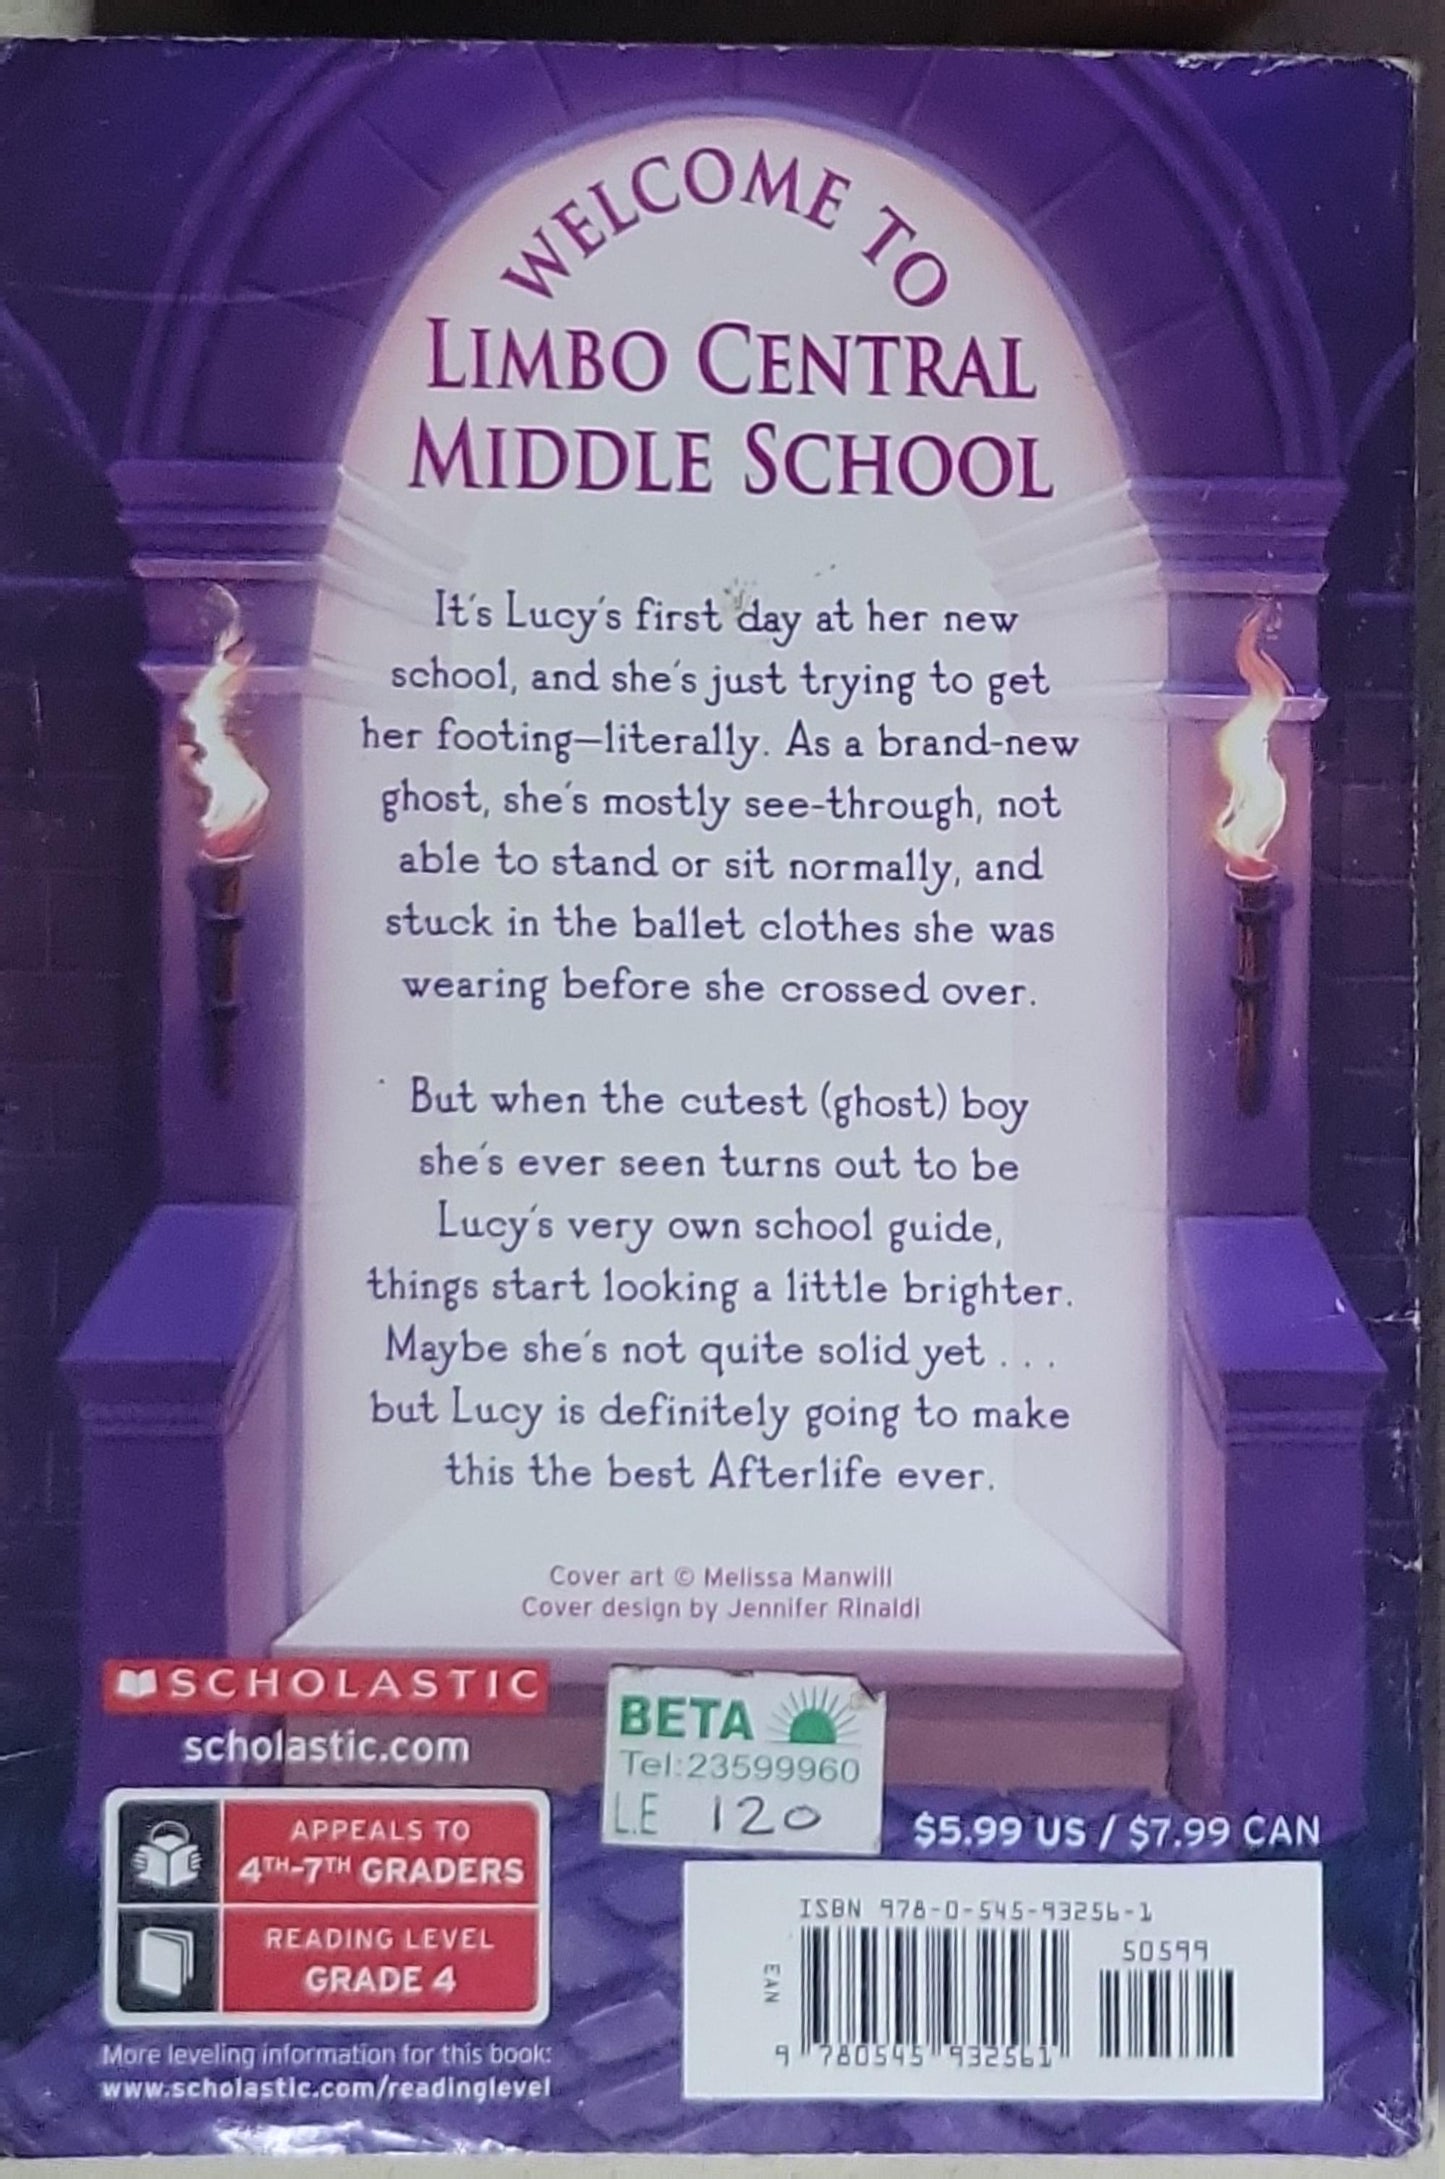 WELCOME TO
LIMBO CENTRAL
MIDDLE SCHOOL
It's Lucy's first day at her new
school, and she's just trying to get
her footing—literally. As a brand-new
ghost, she's mostly see-through, not
able to stand or sit normally, and
stuck in the ballet clothes she was
wearing before she crossed over.
But when the cutest (ghost) boy
she's ever seen turns out to be
Lucy's very own school guide,
things start looking a little brighter.
Maybe she's not quite solid yet . . .
but Lucy is definitely going to make
this the best Afterlife ever.
Cover art © Melissa Manwill
Cover design by Jennifer Rinaldi
SCHOLASTIC
scholastic.com
APPEALS TO
4TH–7TH GRADERS
READING LEVEL
GRADE 4
More leveling information for this book:
www.scholastic.com/readinglevel
BETA
Tel:23599960
L.E 120
$5.99 US / $7.99 CAN
ISBN 978-0-545-93256-1
50599
EAN
9 780545 932561